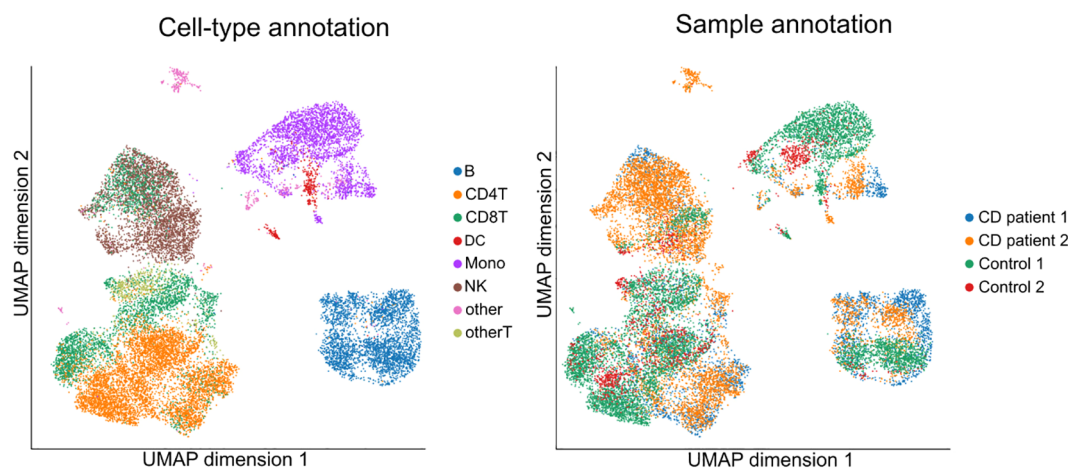 Cell-type annotation
UMAP dimension 2
UMAP dimension 1
B
CD4T
CD8T
DC
Mono
NK
other
otherT
Sample annotation
UMAP dimension 2
UMAP dimension 1
CD patient 1
CD patient 2
Control 1
Control 2